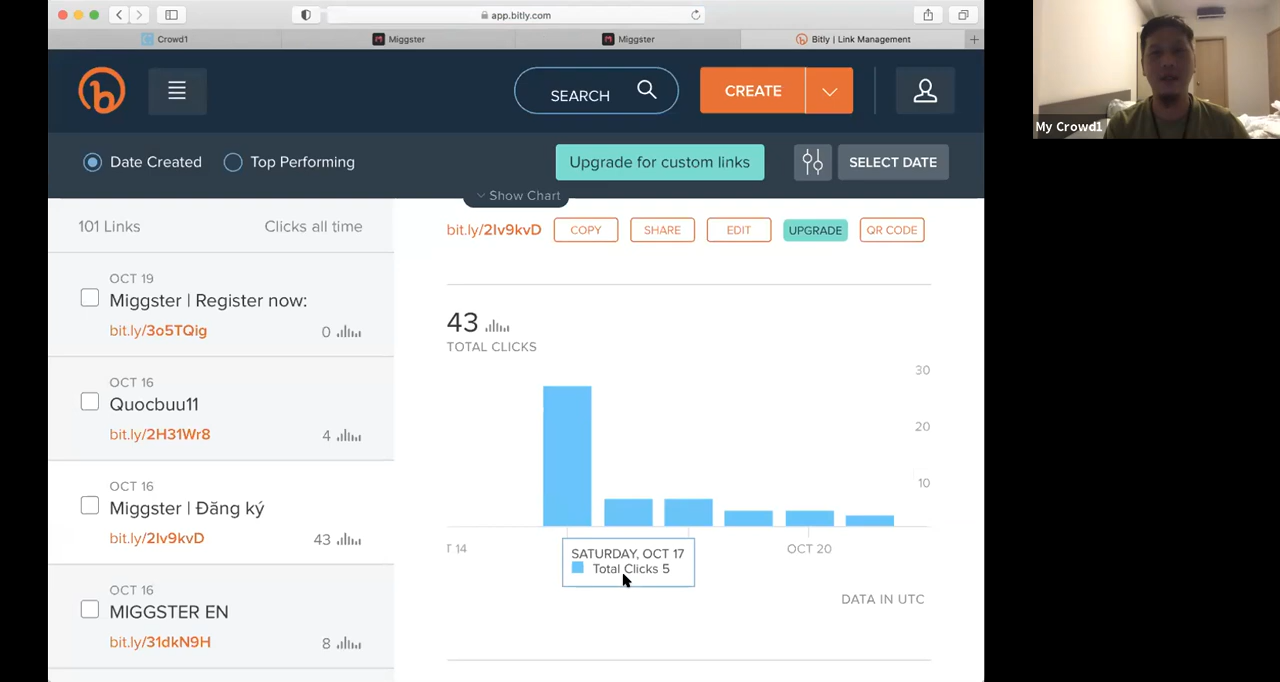 app.bitly.com
Crowd1
Miggster
Miggster
Bitly | Link Management
My Crowd1
b
SEARCH
CREATE
Date Created
Top Performing
Upgrade for custom links
SELECT DATE
Show Chart
101 Links
Clicks all time
bit.ly/2Iv9kvD
COPY
SHARE
EDIT
UPGRADE
QR CODE
OCT 19
Miggster | Register now:
bit.ly/3o5TQig
0
OCT 16
Quocbuu11
bit.ly/2H31Wr8
4
OCT 16
Miggster | Đăng ký
bit.ly/2Iv9kvD
43
OCT 16
MIGGSTER EN
bit.ly/31dkN9H
8
43
TOTAL CLICKS
30
20
10
T 14
OCT 20
SATURDAY, OCT 17
Total Clicks 5
DATA IN UTC